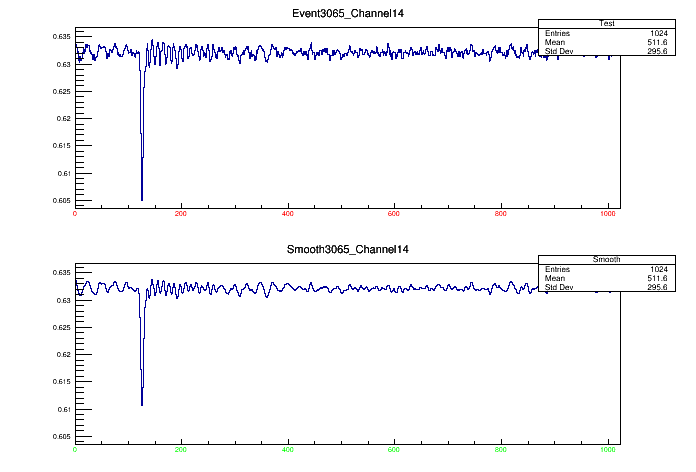 Event3065_Channel14
Test
Entries 1024
Mean 511.6
Std Dev 295.6
0.635
0.63
0.625
0.62
0.615
0.61
0.605
0 200 400 600 800 1000
Smooth3065_Channel14
Smooth
Entries 1024
Mean 511.6
Std Dev 295.6
0.635
0.63
0.625
0.62
0.615
0.61
0.605
0 200 400 600 800 1000